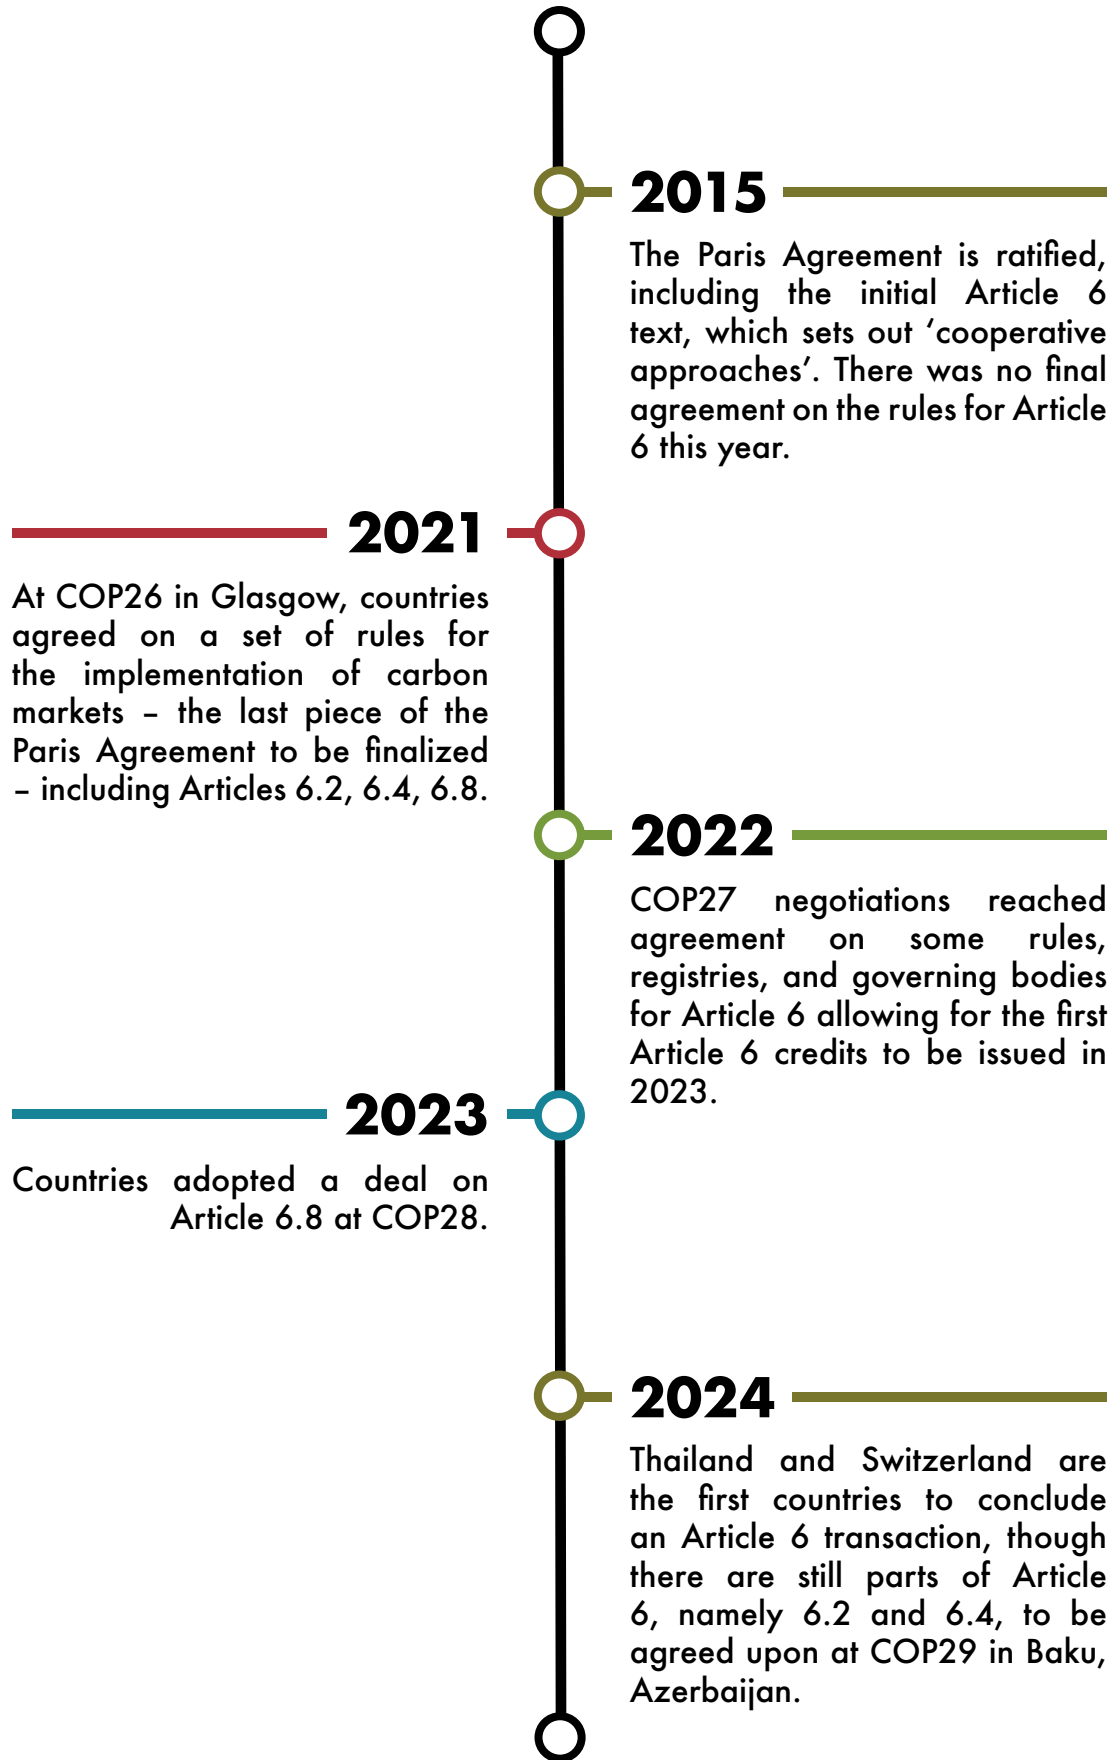 2015
The Paris Agreement is ratified,
including the initial Article 6
text, which sets out ‘cooperative
approaches’. There was no final
agreement on the rules for Article
6 this year.
2021
At COP26 in Glasgow, countries
agreed on a set of rules for
the implementation of carbon
markets – the last piece of the
Paris Agreement to be finalized
– including Articles 6.2, 6.4, 6.8.
2022
COP27 negotiations reached
agreement on some rules,
registries, and governing bodies
for Article 6 allowing for the first
Article 6 credits to be issued in
2023.
2023
Countries adopted a deal on
Article 6.8 at COP28.
2024
Thailand and Switzerland are
the first countries to conclude
an Article 6 transaction, though
there are still parts of Article
6, namely 6.2 and 6.4, to be
agreed upon at COP29 in Baku,
Azerbaijan.